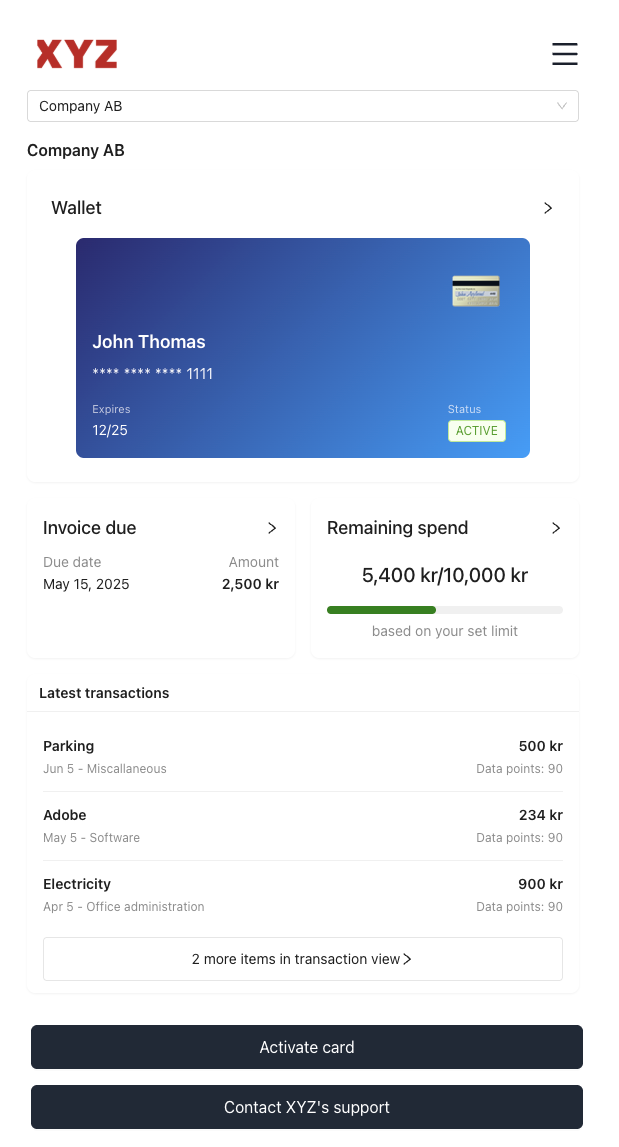 XYZ
Company AB
Company AB
Wallet
John Thomas
**** **** **** 1111
Expires
Status
12/25
ACTIVE
Invoice due
Due date
Amount
May 15, 2025
2,500 kr
Remaining spend
5,400 kr/10,000 kr
based on your set limit
Latest transactions
Parking
500 kr
Jun 5 - Miscallaneous
Data points: 90
Adobe
234 kr
May 5 - Software
Data points: 90
Electricity
900 kr
Apr 5 - Office administration
Data points: 90
2 more items in transaction view
Activate card
Contact XYZ's support